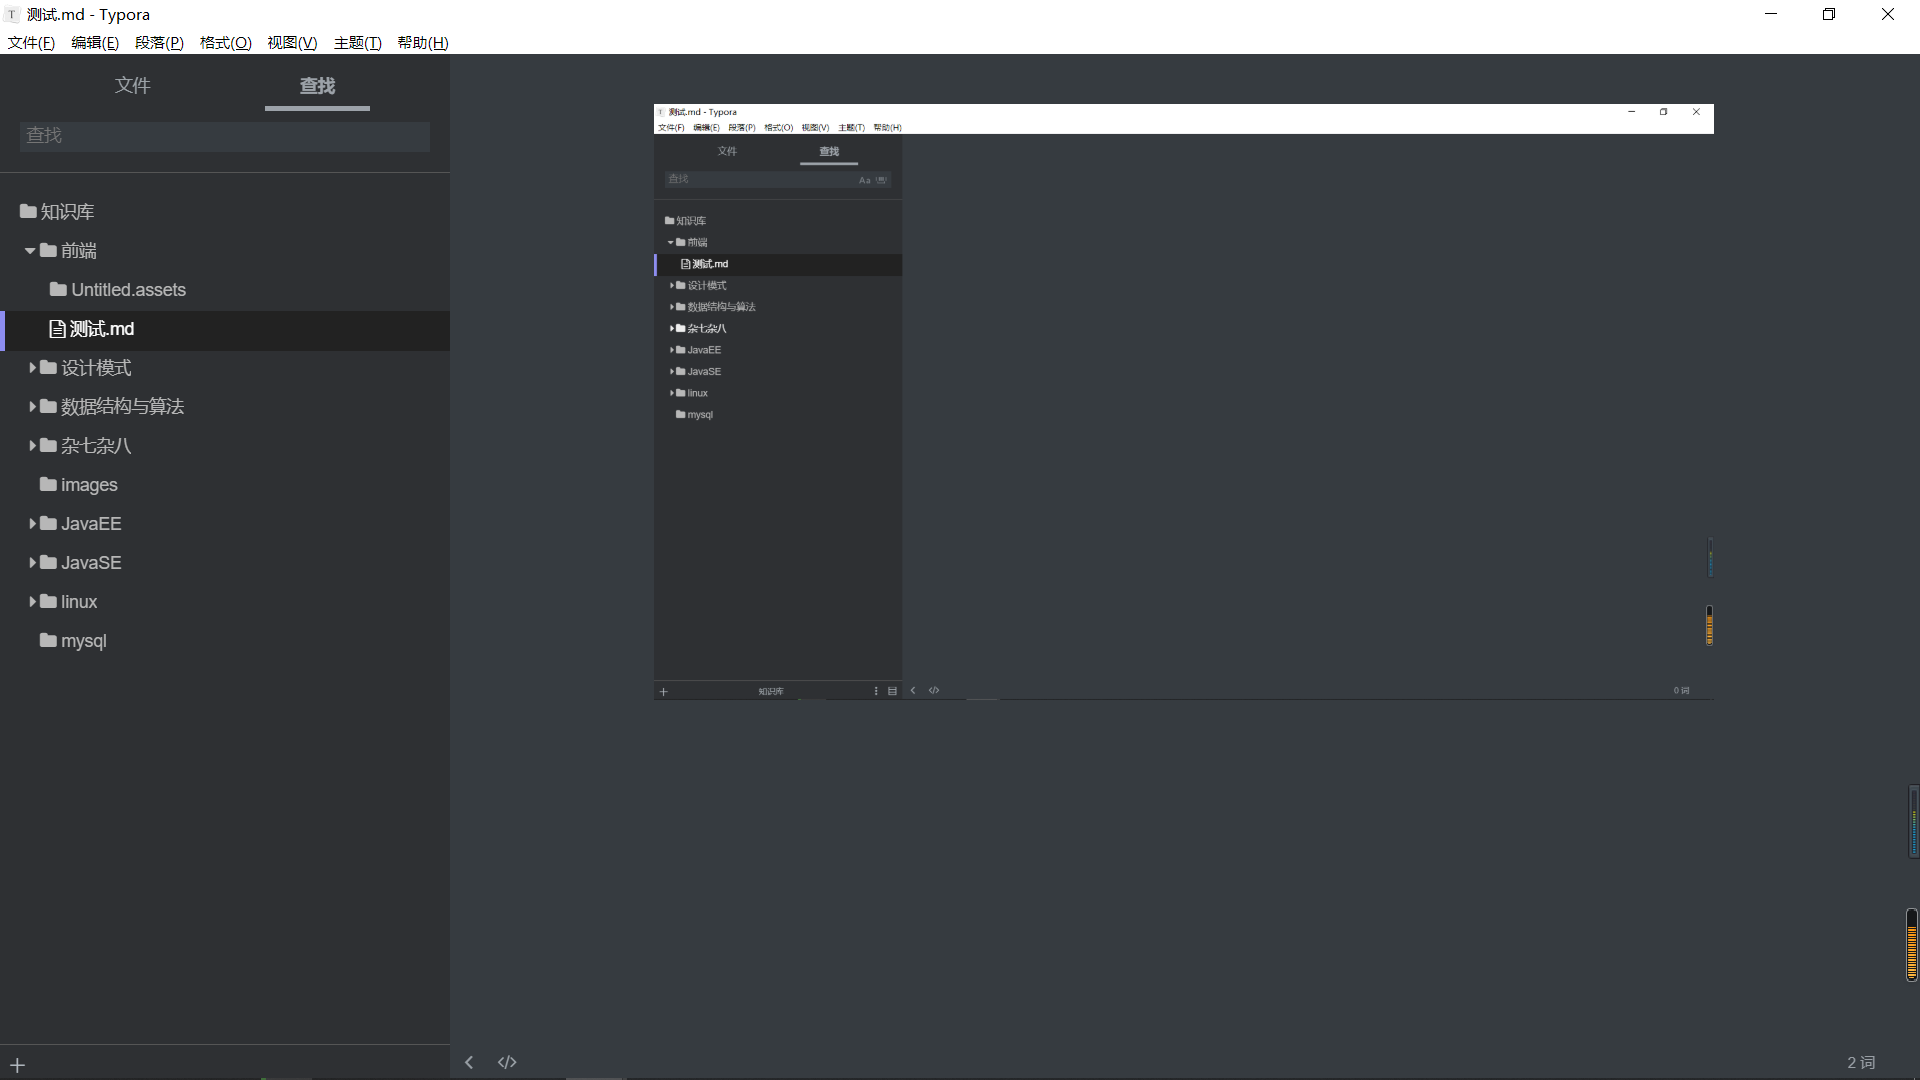 测试.md - Typora
文件(F) 编辑(E) 段落(P) 格式(O) 视图(V) 主题(T) 帮助(H)
文件 查找
查找
知识库
前端
Untitled.assets
测试.md
设计模式
数据结构与算法
杂七杂八
images
JavaEE
JavaSE
linux
mysql
测试.md - Typora
文件(F) 编辑(E) 段落(P) 格式(O) 视图(V) 主题(T) 帮助(H)
文件 查找
查找 Aa
知识库
前端
测试.md
设计模式
数据结构与算法
杂七杂八
JavaEE
JavaSE
linux
mysql
知识库 </> 0 词
</> 2 词